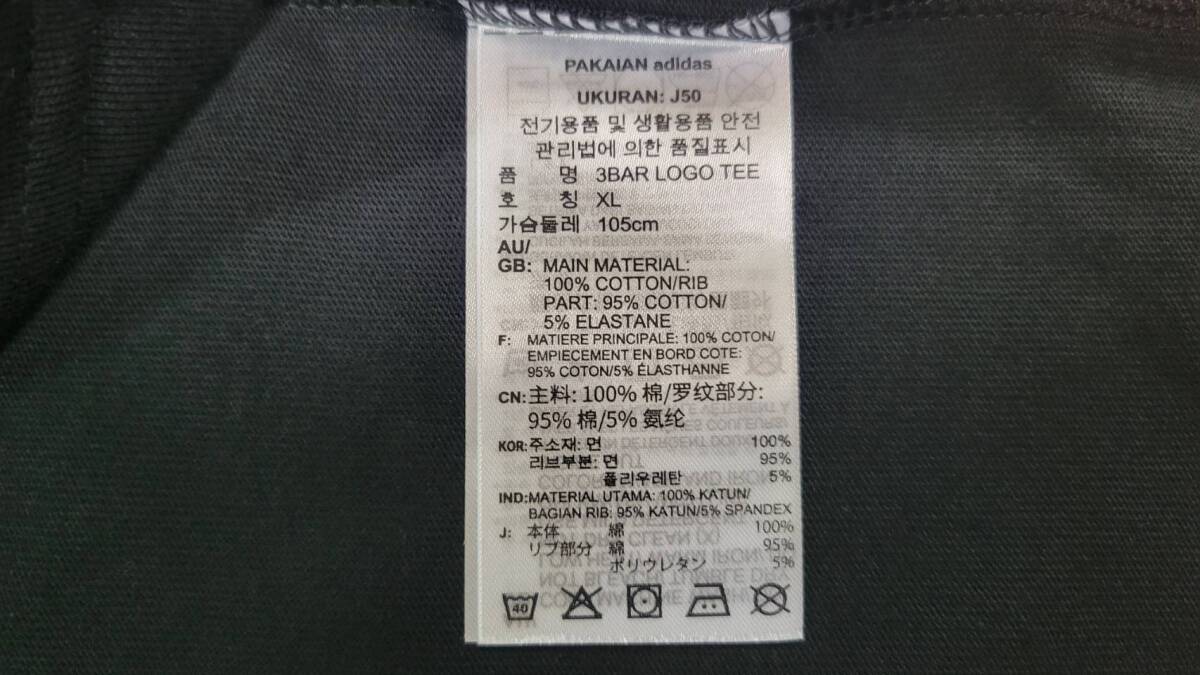 PAKAIAN adidas
UKURAN: J50
전기용품 및 생활용품 안전
관리법에 의한 품질표시
품 명 3BAR LOGO TEE
호 칭 XL
가슴둘레 105cm
AU/
GB: MAIN MATERIAL:
100% COTTON/RIB
PART: 95% COTTON/
5% ELASTANE
F: MATIERE PRINCIPALE: 100% COTON/
EMPIECEMENT EN BORD COTE:
95% COTON/5% ÉLASTHANNE
CN: 主料: 100% 棉/罗纹部分:
95% 棉/5% 氨纶
KOR: 주소재: 면 100%
리브부분: 면 95%
폴리우레탄 5%
IND: MATERIAL UTAMA: 100% KATUN/
BAGIAN RIB: 95% KATUN/5% SPANDEX
J: 本体 綿 100%
リブ部分 綿 95%
ポリウレタン 5%
40